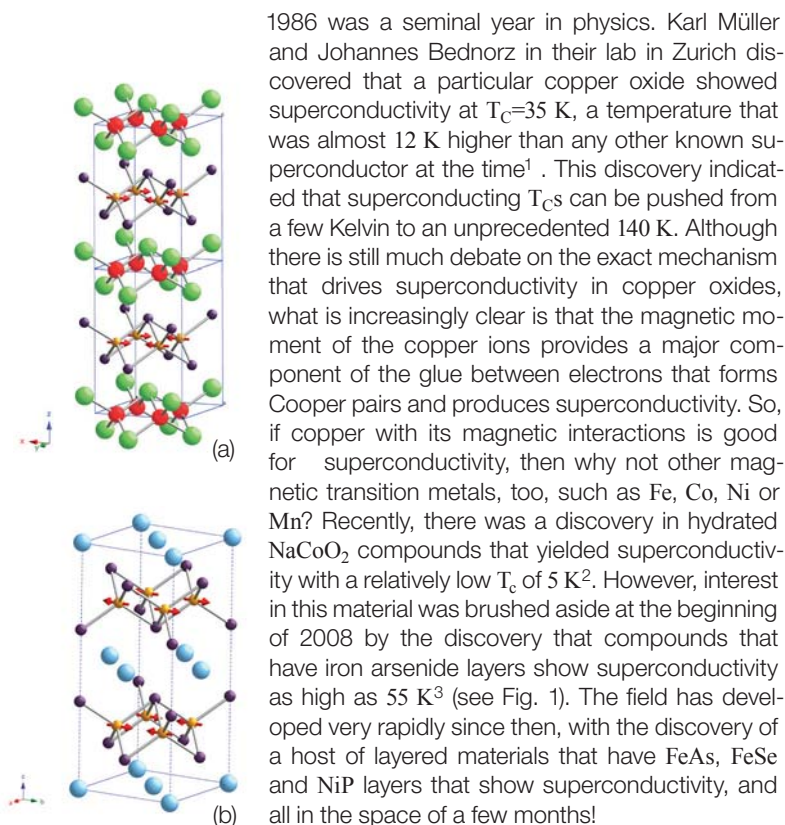 1986 was a seminal year in physics. Karl Müller
and Johannes Bednorz in their lab in Zurich dis-
covered that a particular copper oxide showed
superconductivity at T_C=35 K, a temperature that
was almost 12 K higher than any other known su-
perconductor at the time¹ . This discovery indicat-
ed that superconducting T_Cs can be pushed from
a few Kelvin to an unprecedented 140 K. Although
there is still much debate on the exact mechanism
that drives superconductivity in copper oxides,
what is increasingly clear is that the magnetic mo-
ment of the copper ions provides a major com-
ponent of the glue between electrons that forms
Cooper pairs and produces superconductivity. So,
if copper with its magnetic interactions is good
for superconductivity, then why not other mag-
netic transition metals, too, such as Fe, Co, Ni or
Mn? Recently, there was a discovery in hydrated
NaCoO₂ compounds that yielded superconductiv-
ity with a relatively low T_c of 5 K². However, interest
in this material was brushed aside at the beginning
of 2008 by the discovery that compounds that
have iron arsenide layers show superconductivity
as high as 55 K³ (see Fig. 1). The field has devel-
oped very rapidly since then, with the discovery of
a host of layered materials that have FeAs, FeSe
and NiP layers that show superconductivity, and
all in the space of a few months!
z
x
(a)
c
(b)